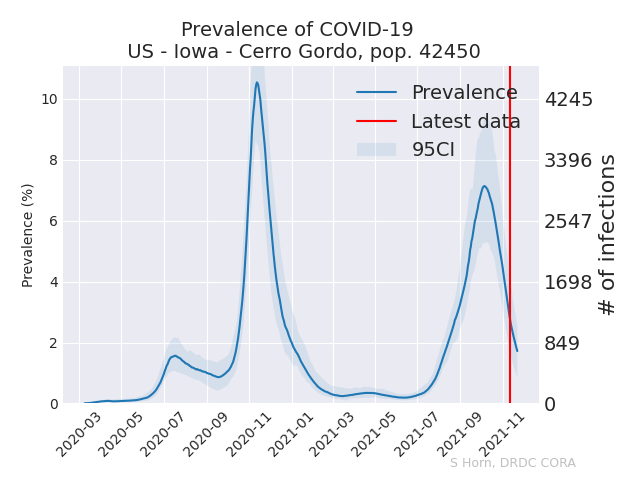 Prevalence of COVID-19
US - Iowa - Cerro Gordo, pop. 42450
Prevalence
Latest data
95CI
10
8
6
4
2
0
Prevalence (%)
4245
3396
2547
1698
849
0
# of infections
2020-03
2020-05
2020-07
2020-09
2020-11
2021-01
2021-03
2021-05
2021-07
2021-09
2021-11
S Horn, DRDC CORA